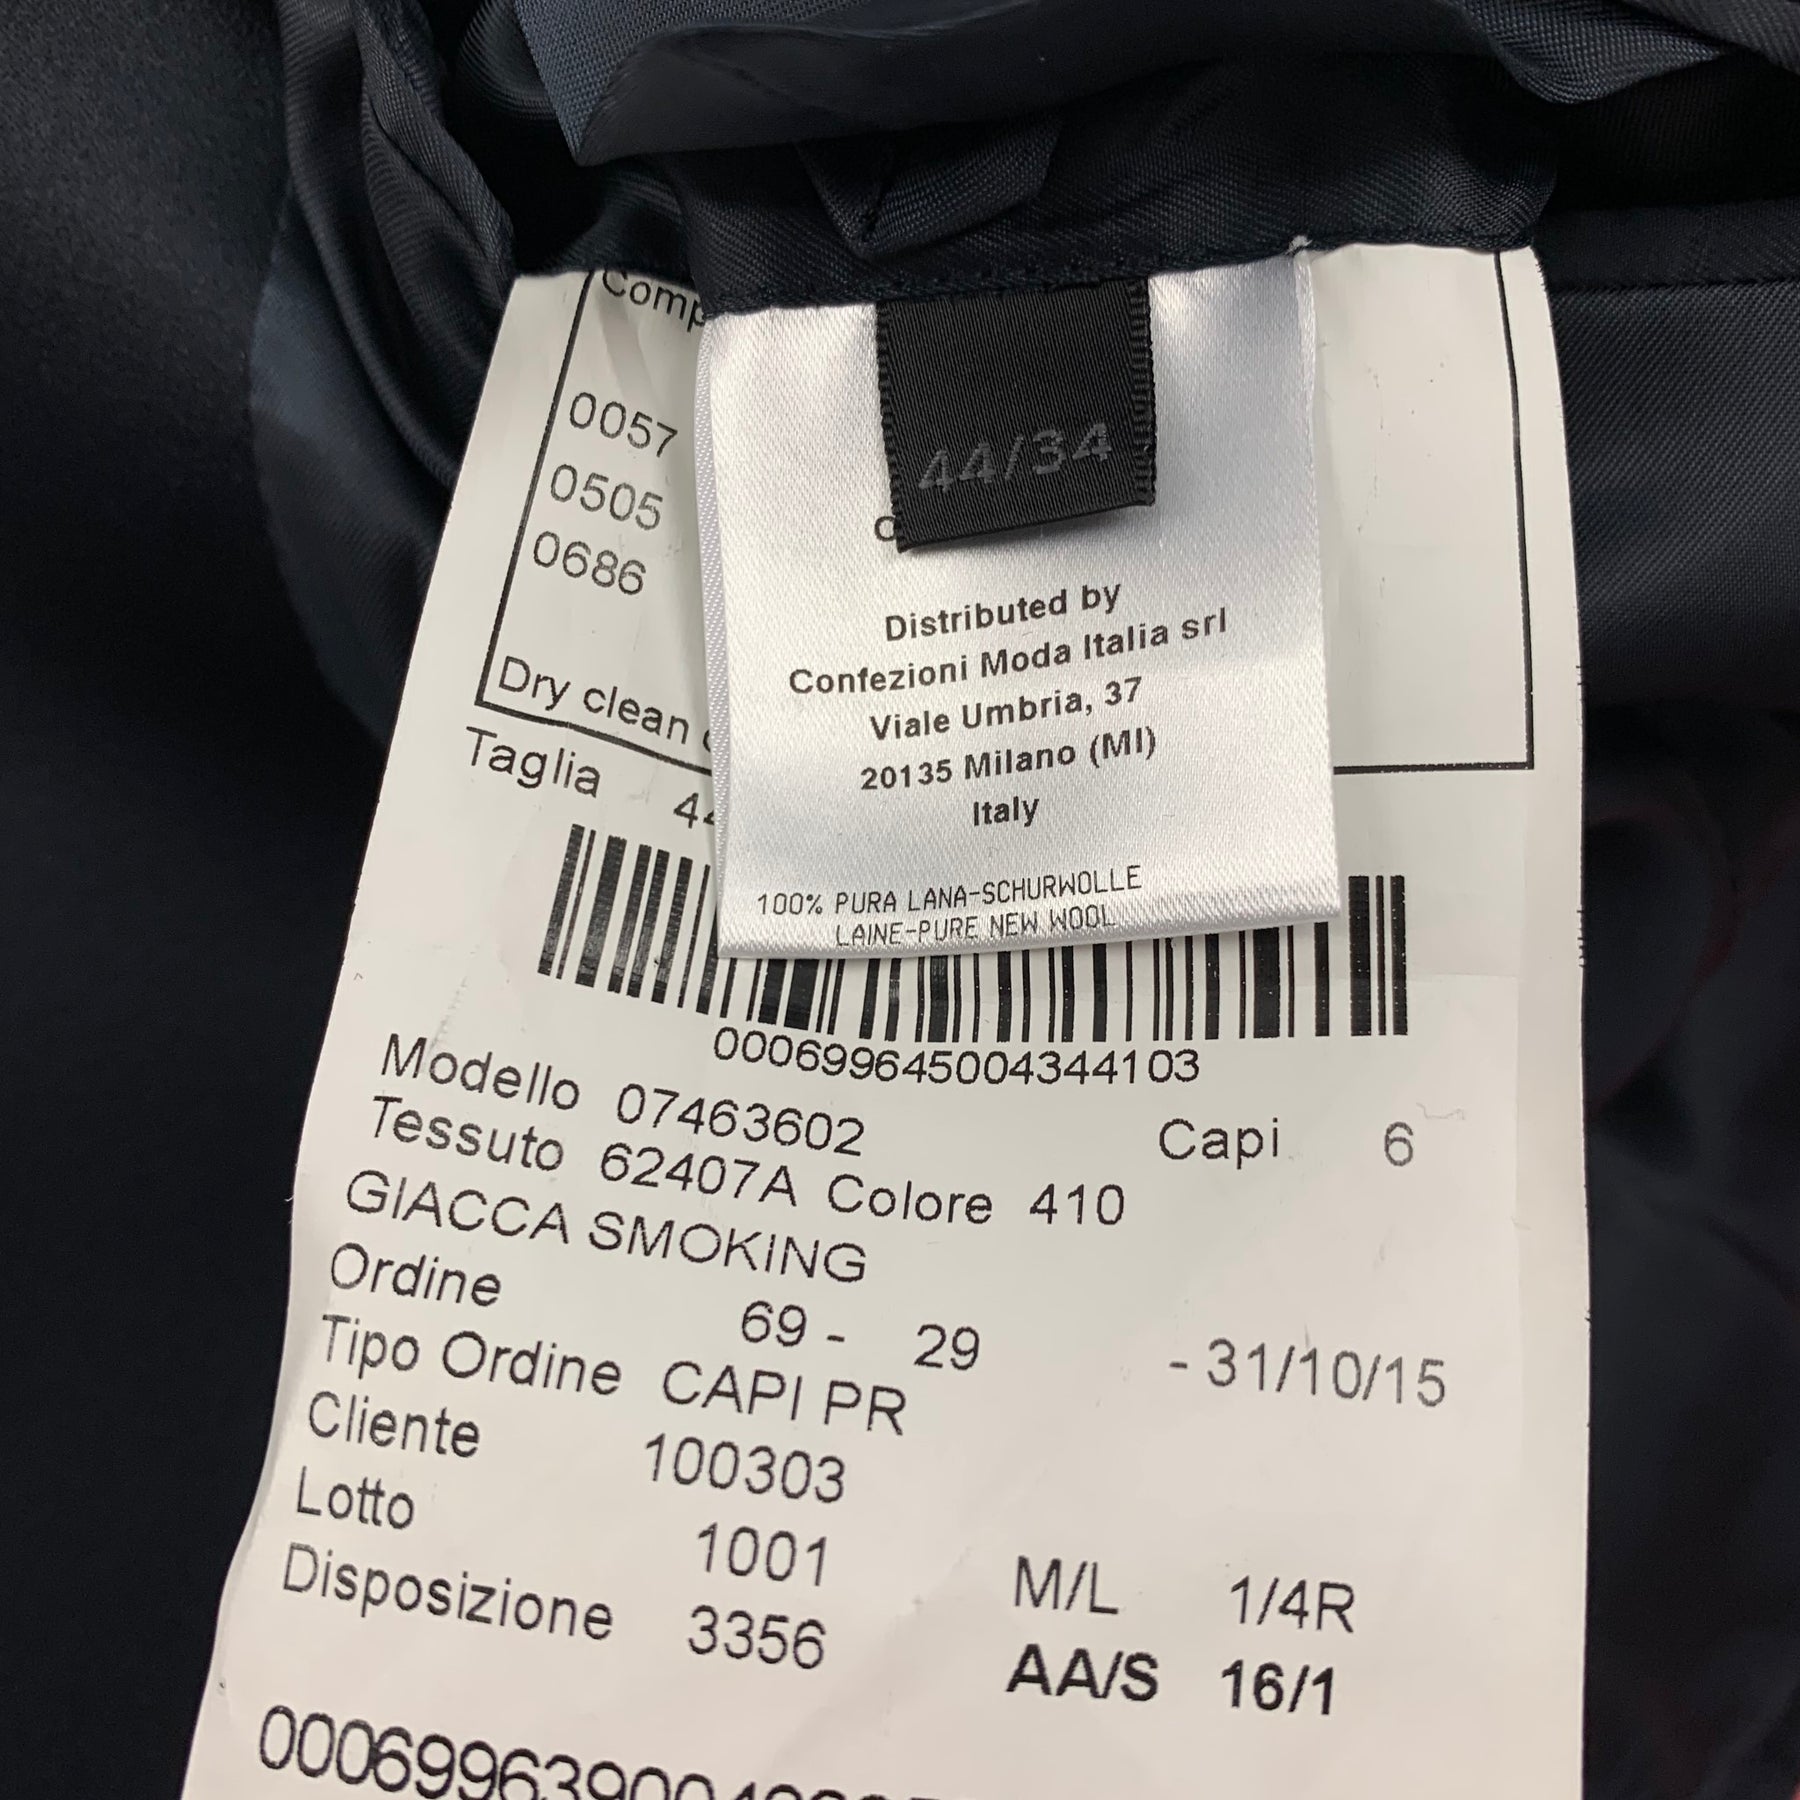 0057
0505
0686
Dry clean
Taglia
44/34
Distributed by
Confezioni Moda Italia srl
Viale Umbria, 37
20135 Milano (MI)
Italy
100% PURA LANA-SCHURWOLLE
LAINE-PURE NEW WOOL
000699645004344103
Modello 07463602 Capi 6
Tessuto 62407A Colore 410
GIACCA SMOKING
Ordine 69 - 29 - 31/10/15
Tipo Ordine CAPI PR
Cliente 100303
Lotto 1001 M/L 1/4R
Disposizione 3356 AA/S 16/1